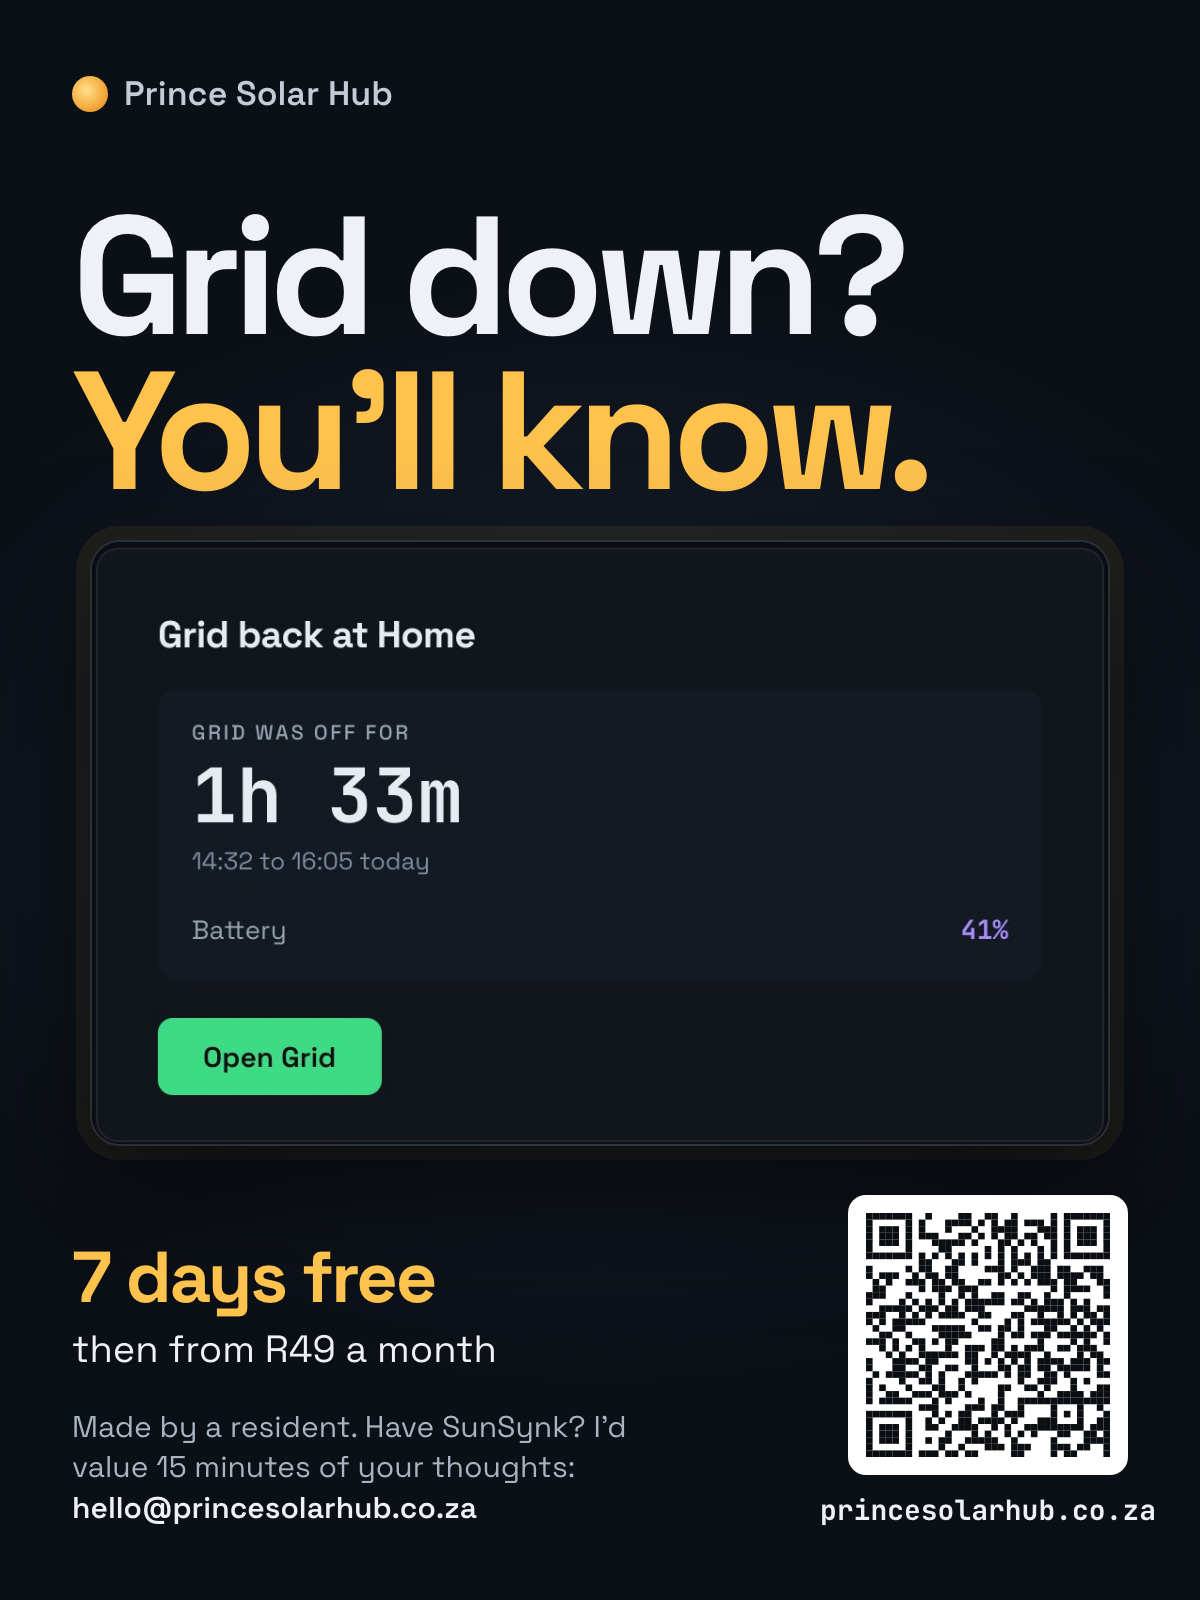 Prince Solar Hub
Grid down?
You’ll know.
Grid back at Home
GRID WAS OFF FOR
1h 33m
14:32 to 16:05 today
Battery 41%
Open Grid
7 days free
then from R49 a month
Made by a resident. Have SunSynk? I’d
value 15 minutes of your thoughts:
hello@princesolarhub.co.za
princesolarhub.co.za